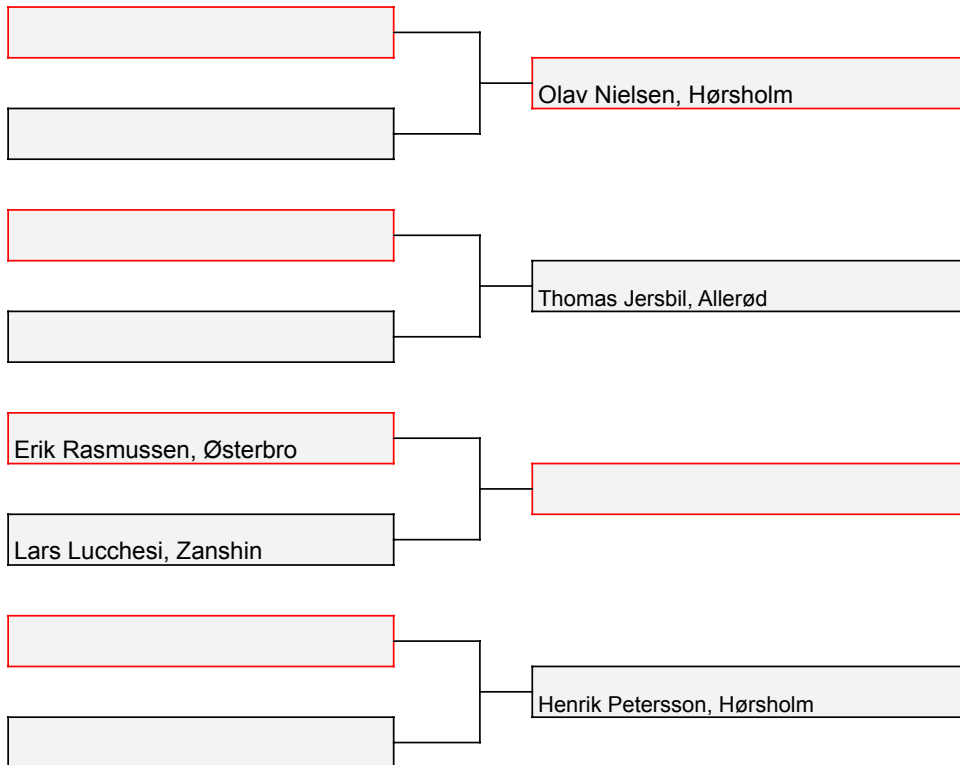 Olav Nielsen, Hørsholm
Thomas Jersbil, Allerød
Erik Rasmussen, Østerbro
Lars Lucchesi, Zanshin
Henrik Petersson, Hørsholm